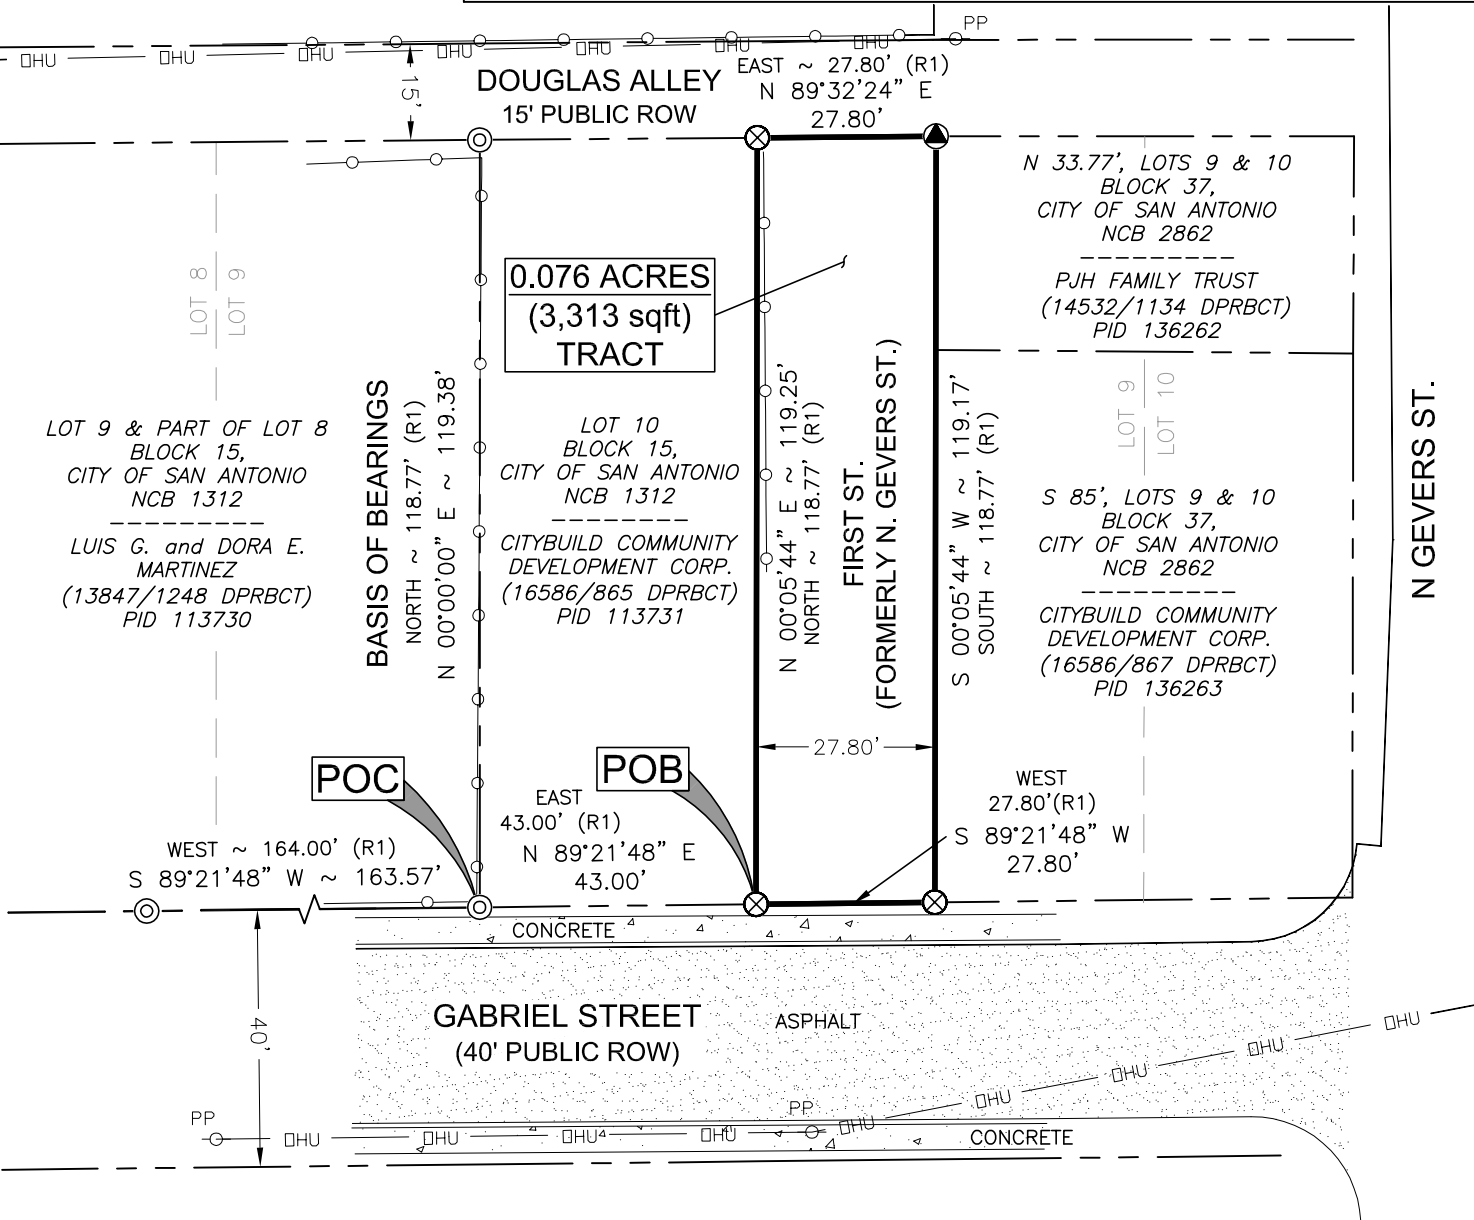 PP
OHU
OHU
OHU
OHU
OHU
OHU
OHU
15'
DOUGLAS ALLEY
15' PUBLIC ROW
EAST ~ 27.80' (R1)
N 89°32'24" E
27.80'
N 33.77', LOTS 9 & 10
BLOCK 37,
CITY OF SAN ANTONIO
NCB 2862
---------
PJH FAMILY TRUST
(14532/1134 DPRBCT)
PID 136262
LOT 8
LOT 9
0.076 ACRES
(3,313 sqft)
TRACT
LOT 9 & PART OF LOT 8
BLOCK 15,
CITY OF SAN ANTONIO
NCB 1312
---------
LUIS G. and DORA E.
MARTINEZ
(13847/1248 DPRBCT)
PID 113730
BASIS OF BEARINGS
NORTH ~ 118.77' (R1)
N 00°00'00" E ~ 119.38'
LOT 10
BLOCK 15,
CITY OF SAN ANTONIO
NCB 1312
--------
CITYBUILD COMMUNITY
DEVELOPMENT CORP.
(16586/865 DPRBCT)
PID 113731
N 00°05'44" E ~ 119.25'
NORTH ~ 118.77' (R1)
FIRST ST.
(FORMERLY N. GEVERS ST.)
S 00°05'44" W ~ 119.17'
SOUTH ~ 118.77' (R1)
LOT 9
LOT 10
S 85', LOTS 9 & 10
BLOCK 37,
CITY OF SAN ANTONIO
NCB 2862
---------
CITYBUILD COMMUNITY
DEVELOPMENT CORP.
(16586/867 DPRBCT)
PID 136263
N GEVERS ST.
27.80'
POC
POB
WEST ~ 164.00' (R1)
S 89°21'48" W ~ 163.57'
EAST
43.00' (R1)
N 89°21'48" E
43.00'
WEST
27.80'(R1)
S 89°21'48" W
27.80'
CONCRETE
40'
GABRIEL STREET
(40' PUBLIC ROW)
ASPHALT
OHU
OHU
OHU
OHU
OHU
PP
PP
OHU
OHU
OHU
OHU
CONCRETE